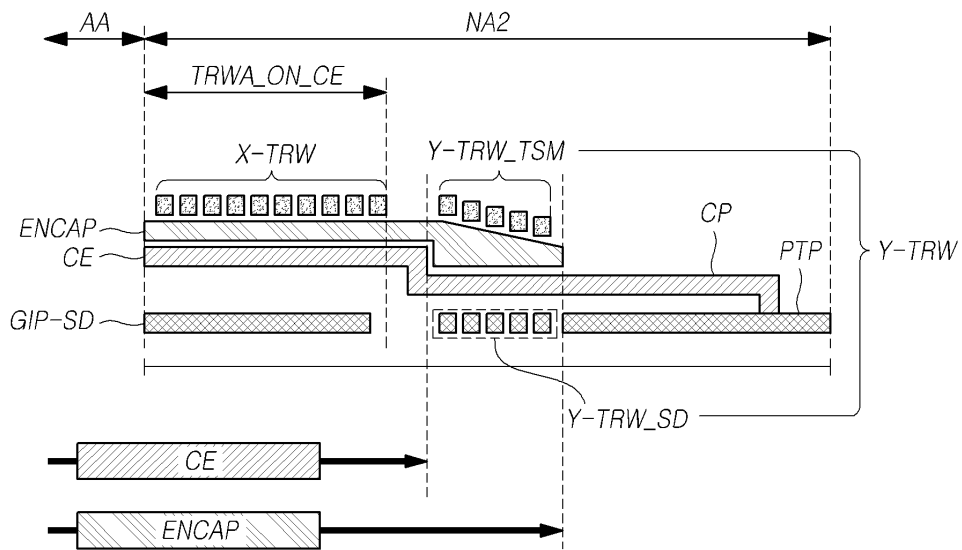 AA
NA2
TRWA_ON_CE
X-TRW
Y-TRW_TSM
ENCAP
CE
CP
PTP
Y-TRW
GIP-SD
Y-TRW_SD
CE
ENCAP